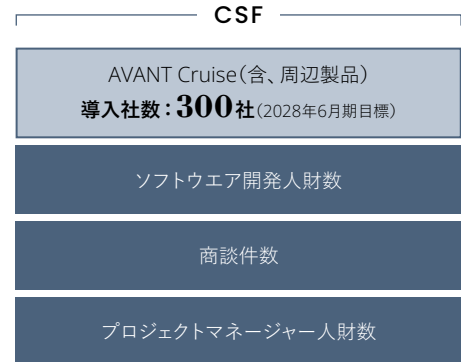 CSF
AVANT Cruise（含、周辺製品）
導入社数：300社（2028年6月期目標）
ソフトウエア開発人財数
商談件数
プロジェクトマネージャー人財数